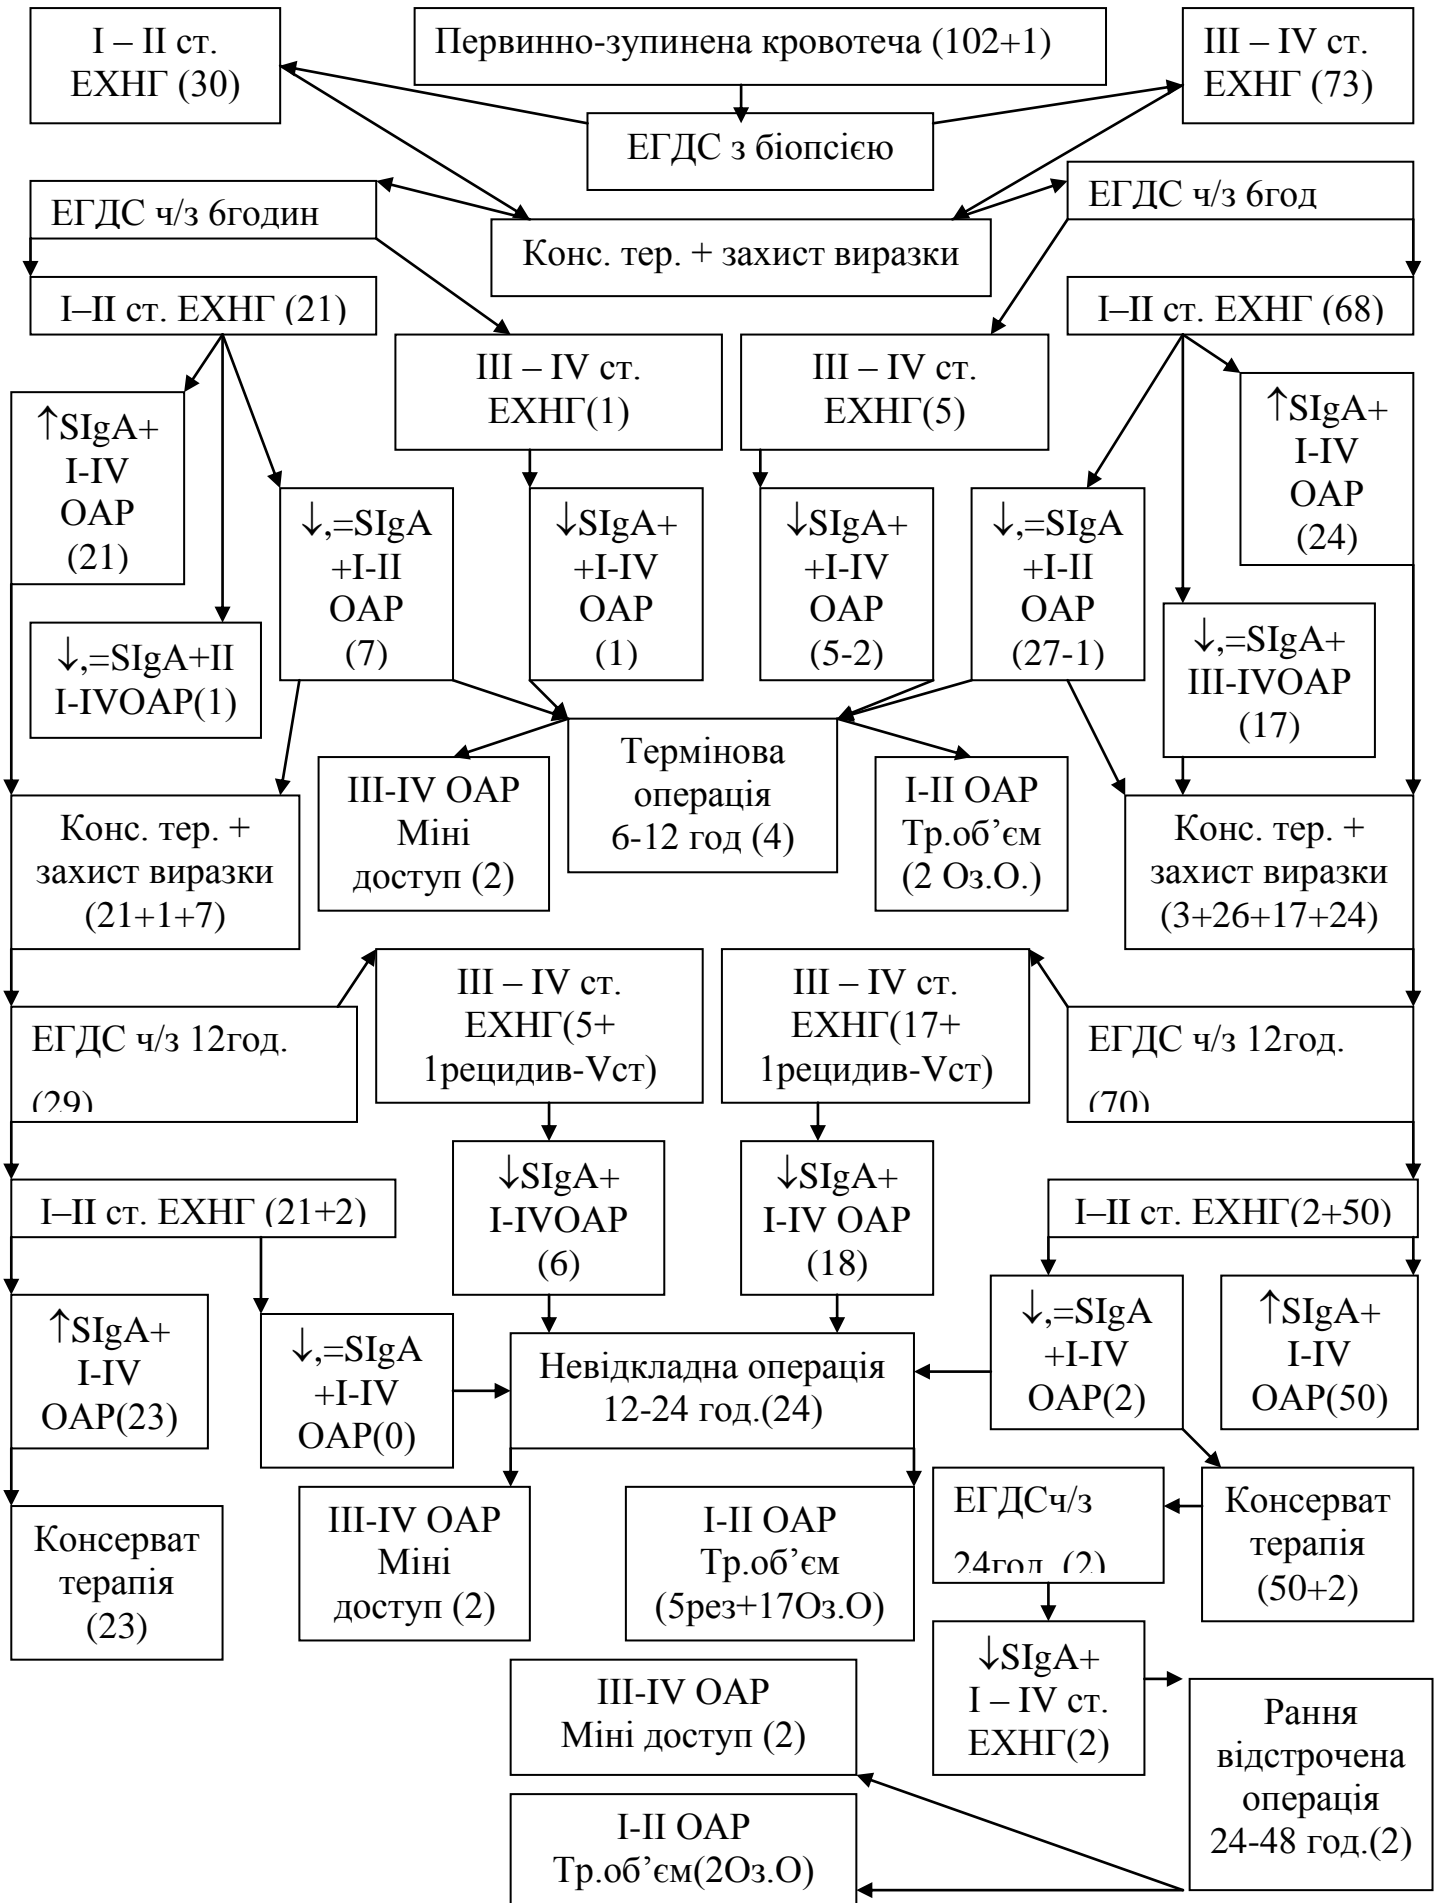 I – II ст.
ЕХНГ (30)
Первинно-зупинена кровотеча (102+1)
III – IV ст.
ЕХНГ (73)
ЕГДС з біопсією
ЕГДС ч/з 6годин
Конс. тер. + захист виразки
ЕГДС ч/з 6год
I–II ст. ЕХНГ (21)
III – IV ст.
ЕХНГ(1)
III – IV ст.
ЕХНГ(5)
I–II ст. ЕХНГ (68)
↑SIgA+
I-IV
ОАР
(21)
↓,=SIgA+II
I-IVОАР(1)
↓,=SIgA
+I-II
ОАР
(7)
↓SIgA+
+I-IV
ОАР
(1)
↓SIgA+
+I-IV
ОАР
(5-2)
↓,=SIgA
+I-II
ОАР
(27-1)
↓,=SIgA+
III-IVОАР
(17)
↑SIgA+
I-IV
ОАР
(24)
Конс. тер. +
захист виразки
(21+1+7)
III-IV ОАР
Міні
доступ (2)
Термінова
операція
6-12 год (4)
I-II ОАР
Тр.об’єм
(2 Оз.О.)
Конс. тер. +
захист виразки
(3+26+17+24)
ЕГДС ч/з 12год.
(29)
III – IV ст.
ЕХНГ(5+
1рецидив-Vст)
III – IV ст.
ЕХНГ(17+
1рецидив-Vст)
ЕГДС ч/з 12год.
(70)
I–II ст. ЕХНГ (21+2)
↓SIgA+
I-IVОАР
(6)
↓SIgA+
I-IV ОАР
(18)
I–II ст. ЕХНГ(2+50)
↑SIgA+
I-IV
ОАР(23)
↓,=SIgA
+I-IV
ОАР(0)
Невідкладна операція
12-24 год.(24)
↓,=SIgA
+I-IV
ОАР(2)
↑SIgA+
I-IV
ОАР(50)
Консерват
терапія
(23)
III-IV ОАР
Міні
доступ (2)
I-II ОАР
Тр.об’єм
(5рез+17Оз.О)
ЕГДСч/з
24год. (2)
Консерват
терапія
(50+2)
III-IV ОАР
Міні доступ (2)
↓SIgA+
I – IV ст.
ЕХНГ(2)
Рання
відстрочена
операція
24-48 год.(2)
I-II ОАР
Тр.об’єм(2Оз.О)